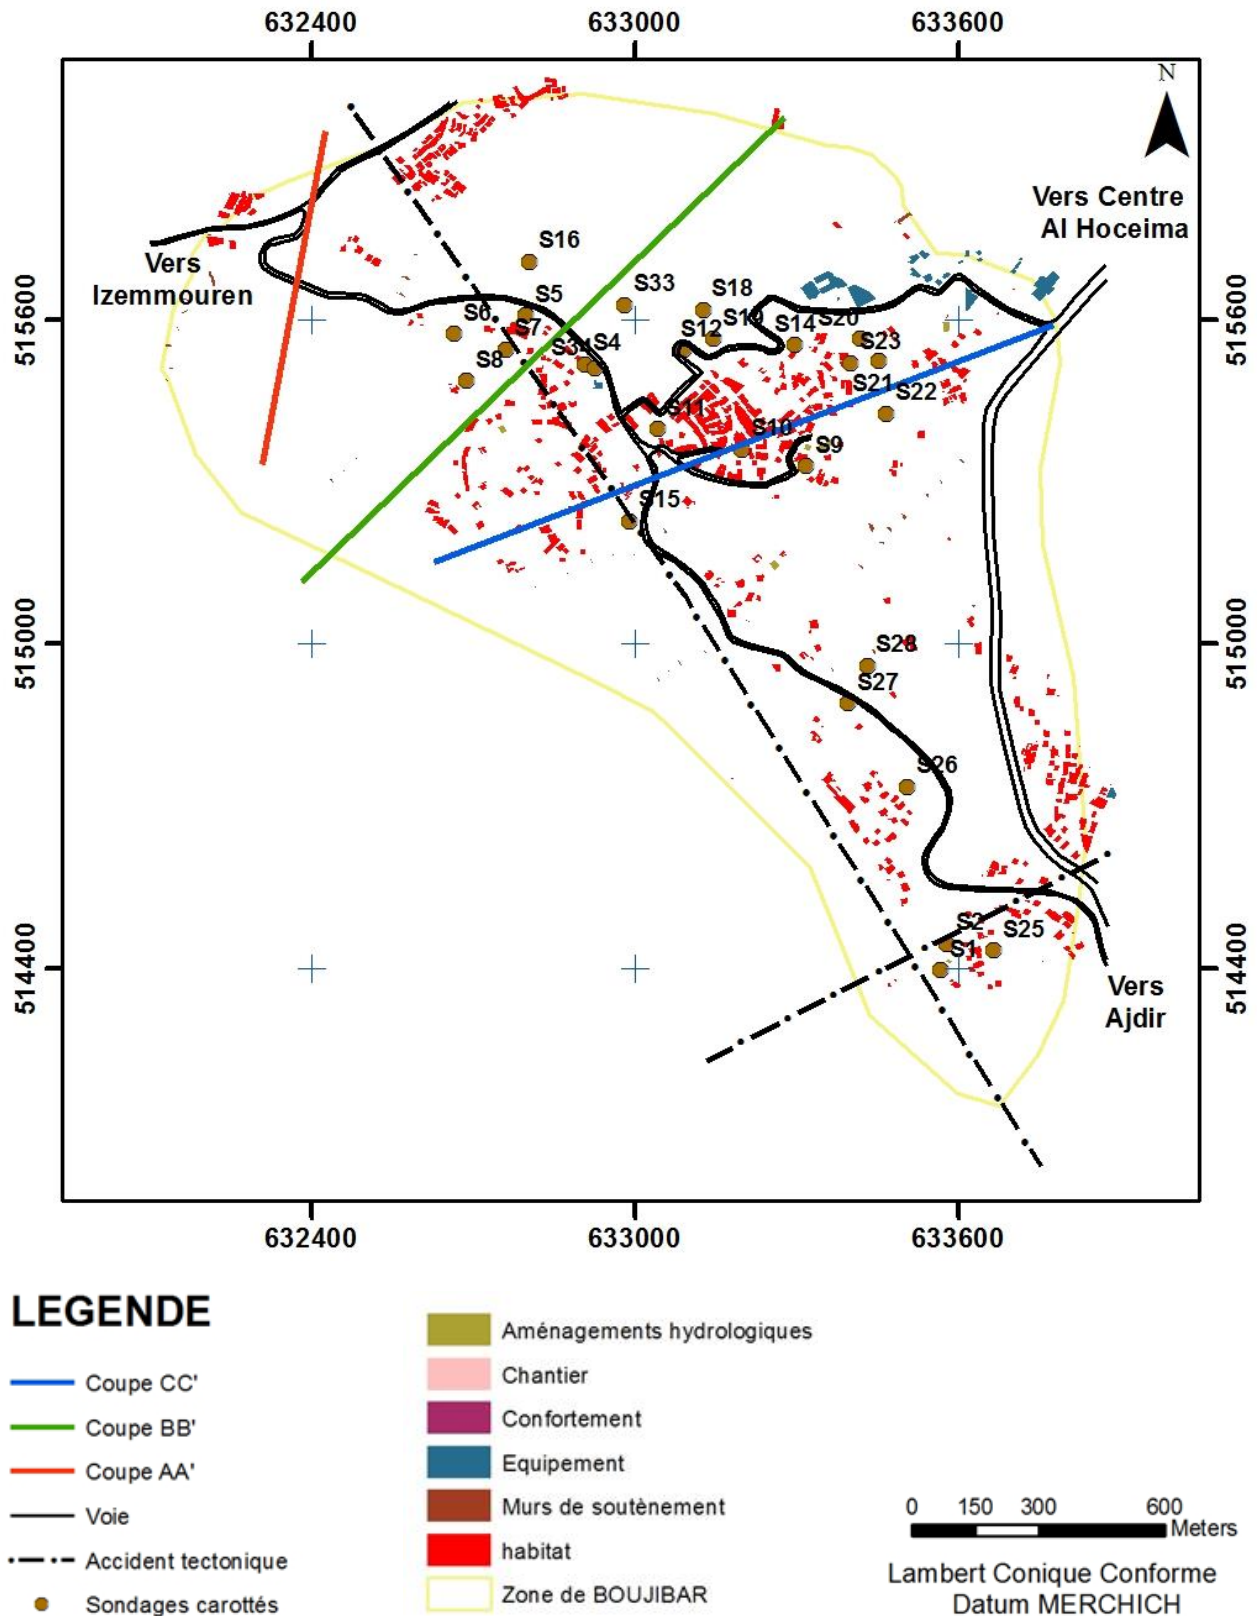 632400 633000 633600
N
Vers Centre
Al Hoceima
Vers
Izemmouren
S16
S33
S18
S5
S6
S7
S19
S12
S14
S20
S34
S4
S23
S8
S21
S22
S11
S10
S9
S15
515600 515600
515000 515000
S28
S27
S26
S2
S25
S1
514400 514400
Vers
Ajdir
632400 633000 633600
LEGENDE
Coupe CC'
Coupe BB'
Coupe AA'
Voie
Accident tectonique
Sondages carottés
Aménagements hydrologiques
Chantier
Confortement
Equipement
Murs de soutènement
habitat
Zone de BOUJIBAR
0 150 300 600
Meters
Lambert Conique Conforme
Datum MERCHICH